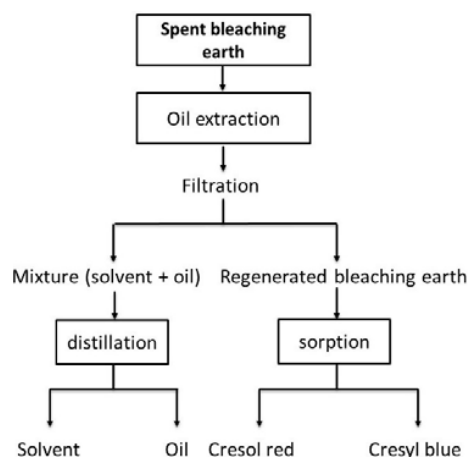 Spent bleaching
earth
Oil extraction
Filtration
Mixture (solvent + oil)
Regenerated bleaching earth
distillation
sorption
Solvent
Oil
Cresol red
Cresyl blue